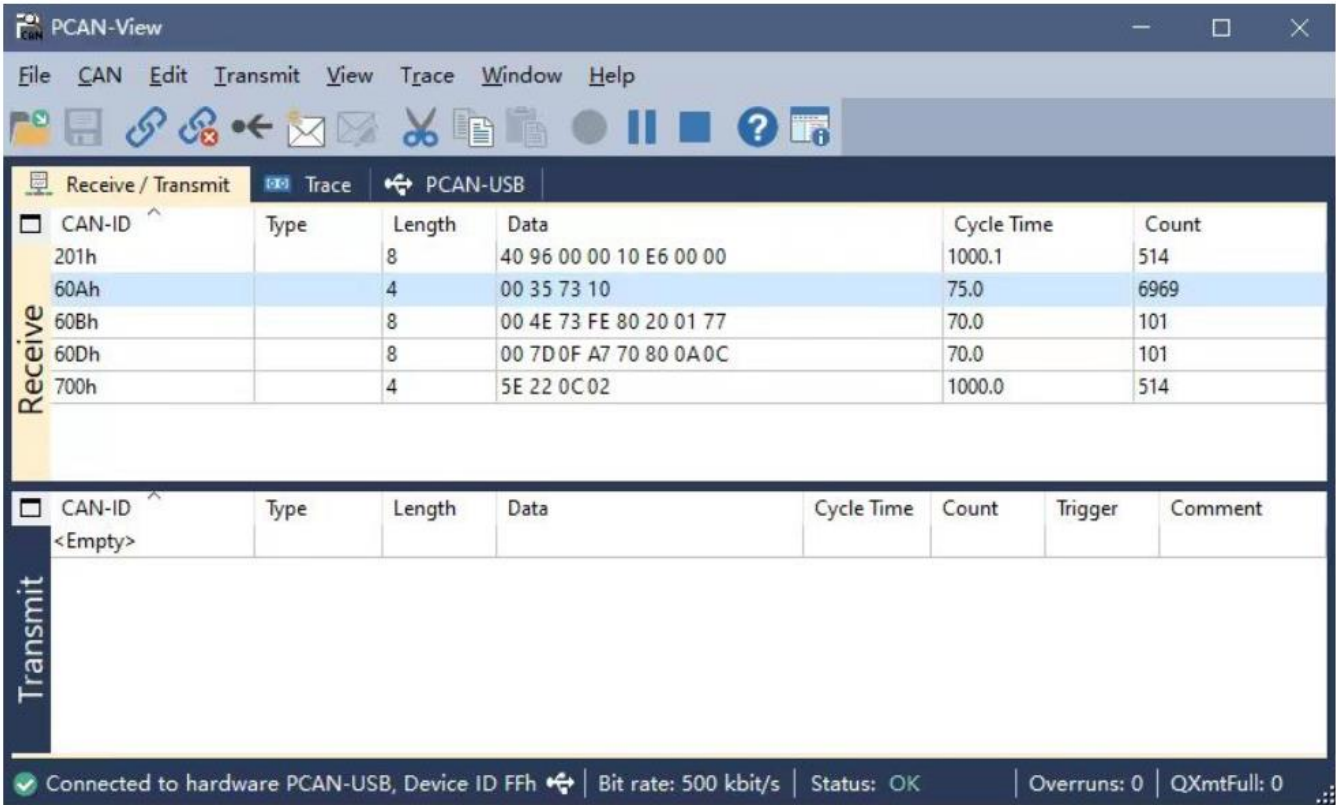 PCAN-View
File CAN Edit Transmit View Trace Window Help
Receive / Transmit Trace PCAN-USB
CAN-ID Type Length Data Cycle Time Count
201h 8 40 96 00 00 10 E6 00 00 1000.1 514
60Ah 4 00 35 73 10 75.0 6969
60Bh 8 00 4E 73 FE 80 20 01 77 70.0 101
60Dh 8 00 7D 0F A7 70 80 0A 0C 70.0 101
700h 4 5E 22 0C 02 1000.0 514
Receive
CAN-ID Type Length Data Cycle Time Count Trigger Comment
<Empty>
Transmit
Connected to hardware PCAN-USB, Device ID FFh Bit rate: 500 kbit/s Status: OK Overruns: 0 QXmtFull: 0